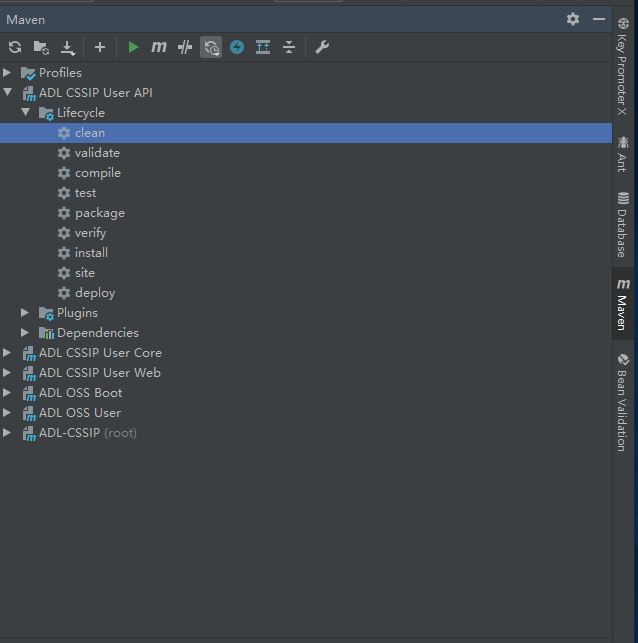 Maven
Profiles
ADL CSSIP User API
Lifecycle
clean
validate
compile
test
package
verify
install
site
deploy
Plugins
Dependencies
ADL CSSIP User Core
ADL CSSIP User Web
ADL OSS Boot
ADL OSS User
ADL-CSSIP (root)
Key Promoter X
Ant
Database
m Maven
Bean Validation